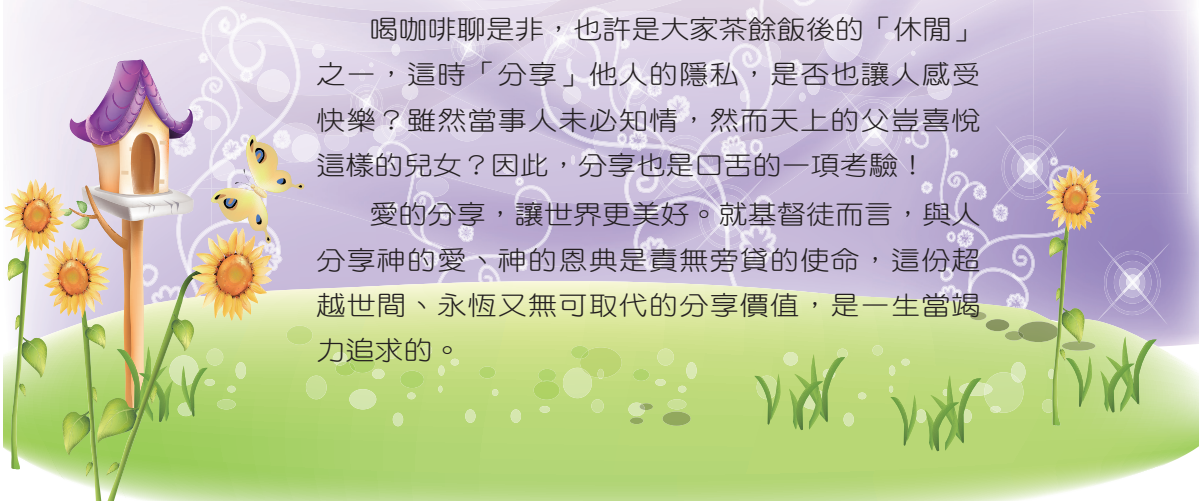 喝咖啡聊是非，也許是大家茶餘飯後的「休閒」
之一，這時「分享」他人的隱私，是否也讓人感受
快樂？雖然當事人未必知情，然而天上的父豈喜悅
這樣的兒女？因此，分享也是口舌的一項考驗！
愛的分享，讓世界更美好。就基督徒而言，與人
分享神的愛、神的恩典是責無旁貸的使命，這份超
越世間、永恆又無可取代的分享價值，是一生當竭
力追求的。